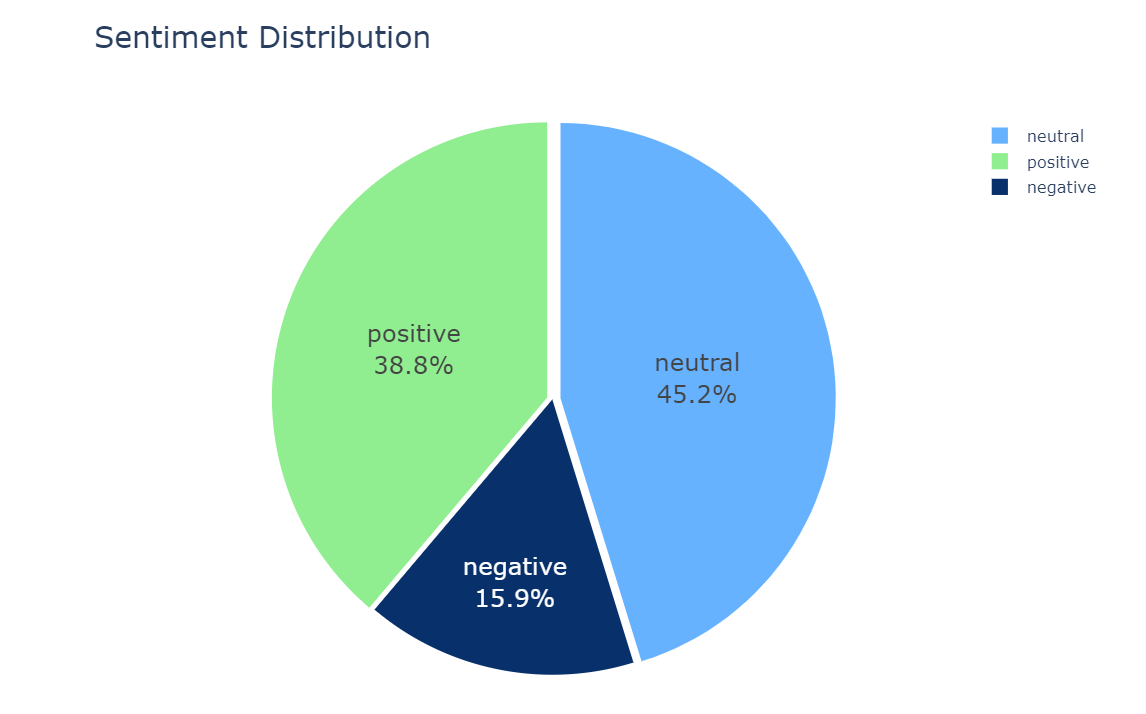 Sentiment Distribution
neutral
positive
negative
positive
38.8%
neutral
45.2%
negative
15.9%